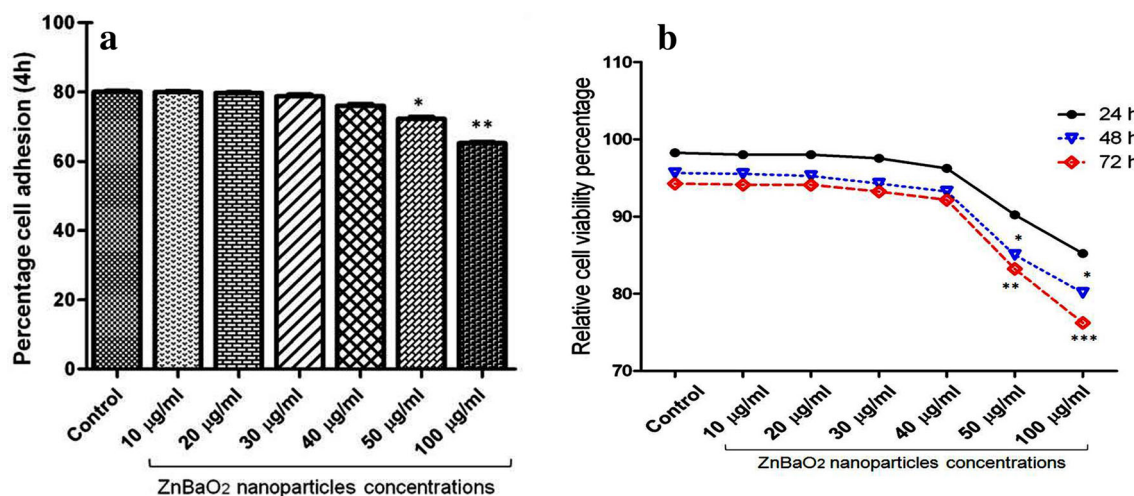 a
Percentage cell adhesion (4h)
100
80
60
40
20
0
*
**
Control
10 µg/ml
20 µg/ml
30 µg/ml
40 µg/ml
50 µg/ml
100 µg/ml
ZnBaO2 nanoparticles concentrations
b
Relative cell viability percentage
110
100
90
80
70
24 h
48 h
72 h
*
**
*
***
Control
10 µg/ml
20 µg/ml
30 µg/ml
40 µg/ml
50 µg/ml
100 µg/ml
ZnBaO2 nanoparticles concentrations